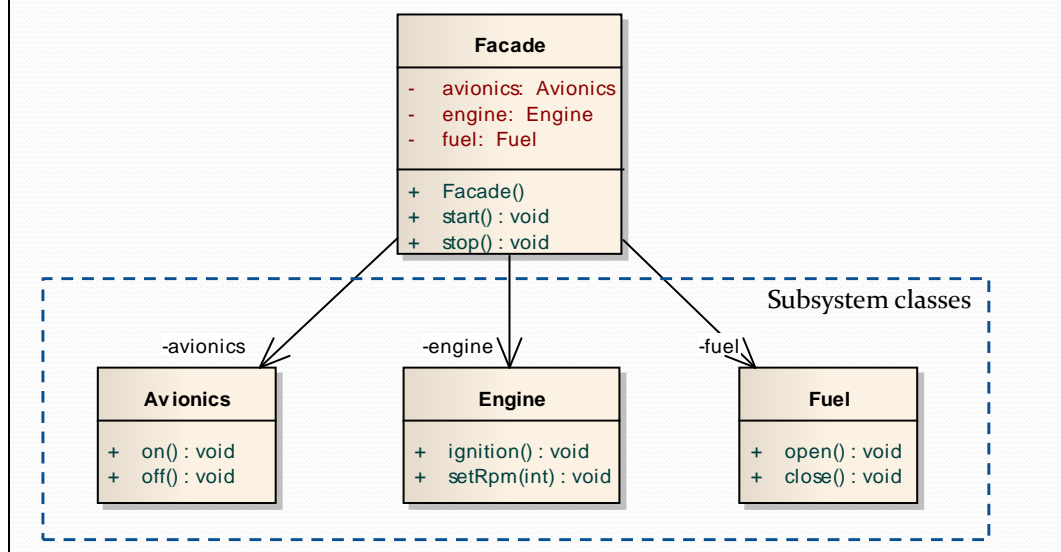 Facade
- avionics: Avionics
- engine: Engine
- fuel: Fuel
+ Facade()
+ start() : void
+ stop() : void
Subsystem classes
-avionics
-engine
-fuel
Avionics
+ on() : void
+ off() : void
Engine
+ ignition() : void
+ setRpm(int) : void
Fuel
+ open() : void
+ close() : void